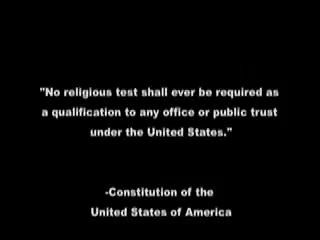 "No religious test shall ever be required as
a qualification to any office or public trust
under the United States."
-Constitution of the
United States of America